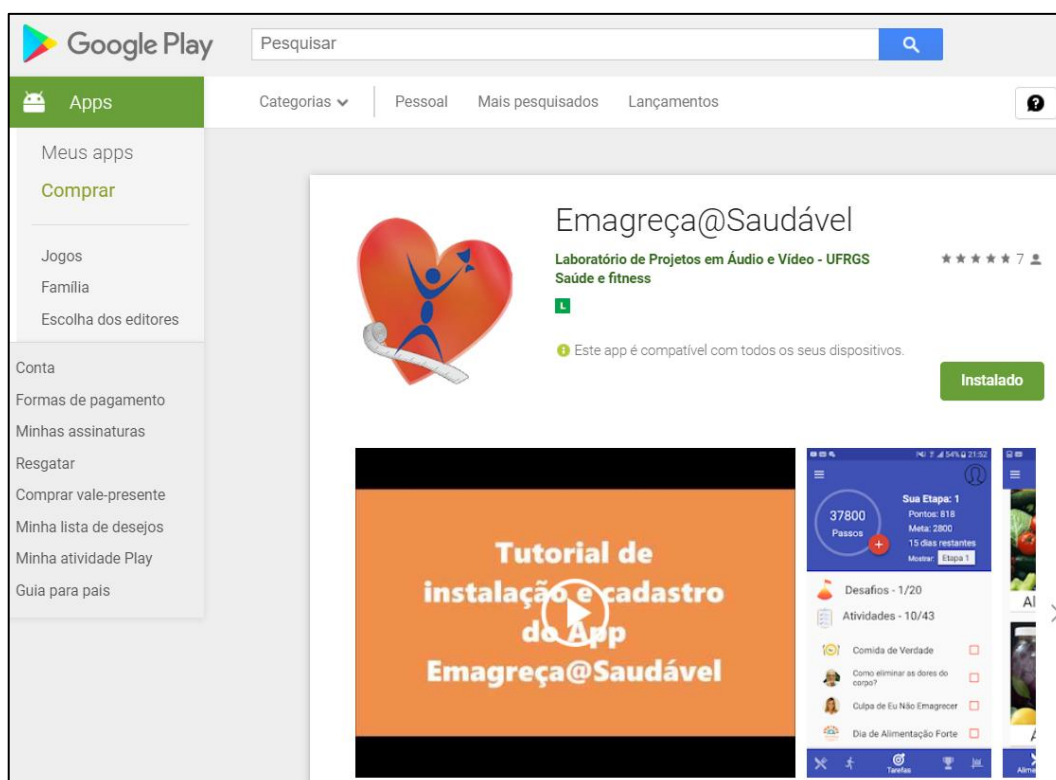 Google Play
Pesquisar
Apps
Categorias
Pessoal
Mais pesquisados
Lançamentos
Meus apps
Comprar
Jogos
Família
Escolha dos editores
Conta
Formas de pagamento
Minhas assinaturas
Resgatar
Comprar vale-presente
Minha lista de desejos
Minha atividade Play
Guia para pais
Emagreça@Saudável
Laboratório de Projetos em Áudio e Vídeo - UFRGS
7
Saúde e fitness
L
Este app é compatível com todos os seus dispositivos.
Instalado
Tutorial de
instalação e cadastro
do App
Emagreça@Saudável
54% 21:52
37800
Passos
Sua Etapa: 1
Pontos: 818
Meta: 2800
15 dias restantes
Mostrar: Etapa 1
Desafios - 1/20
Atividades - 10/43
Comida de Verdade
Como eliminar as dores do
corpo?
Culpa de Eu Não Emagrecer
Dia de Alimentação Forte
Tarefas
Al
A
Alime